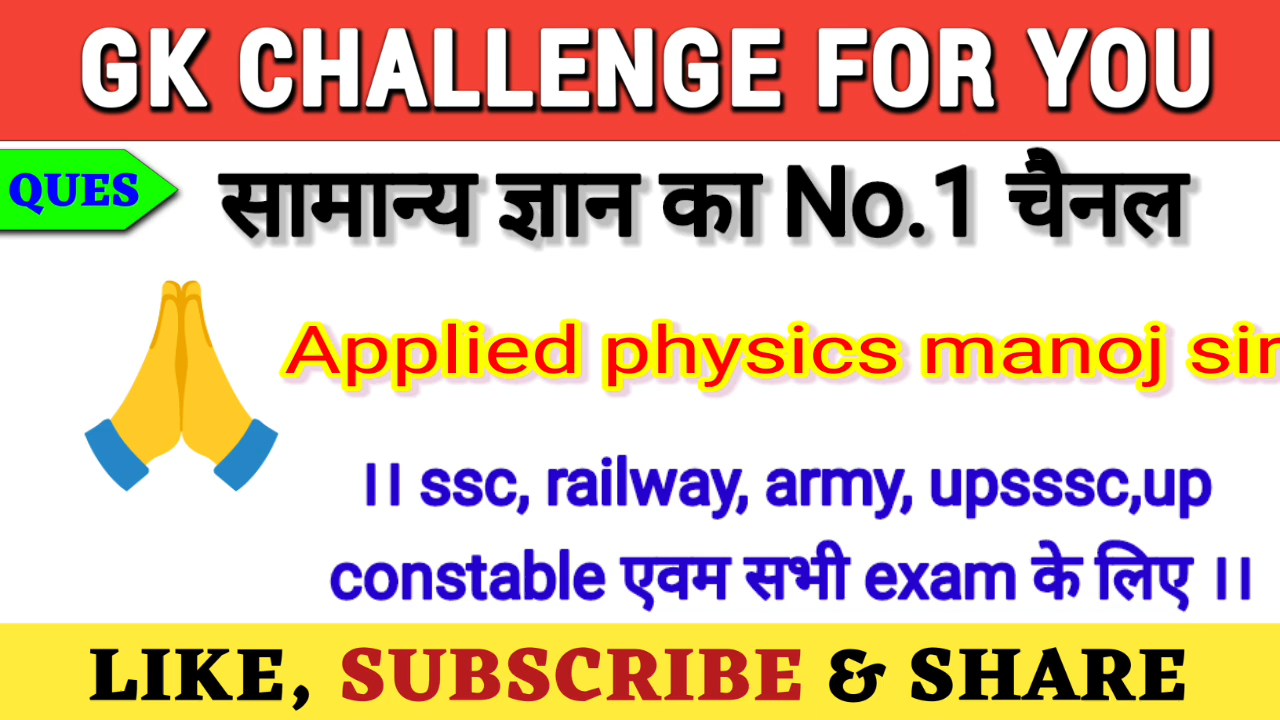 GK CHALLENGE FOR YOU
QUES
सामान्य ज्ञान का No.1 चैनल
Applied physics manoj sir
।। ssc, railway, army, upsssc,up
constable एवम सभी exam के लिए ।।
LIKE, SUBSCRIBE & SHARE